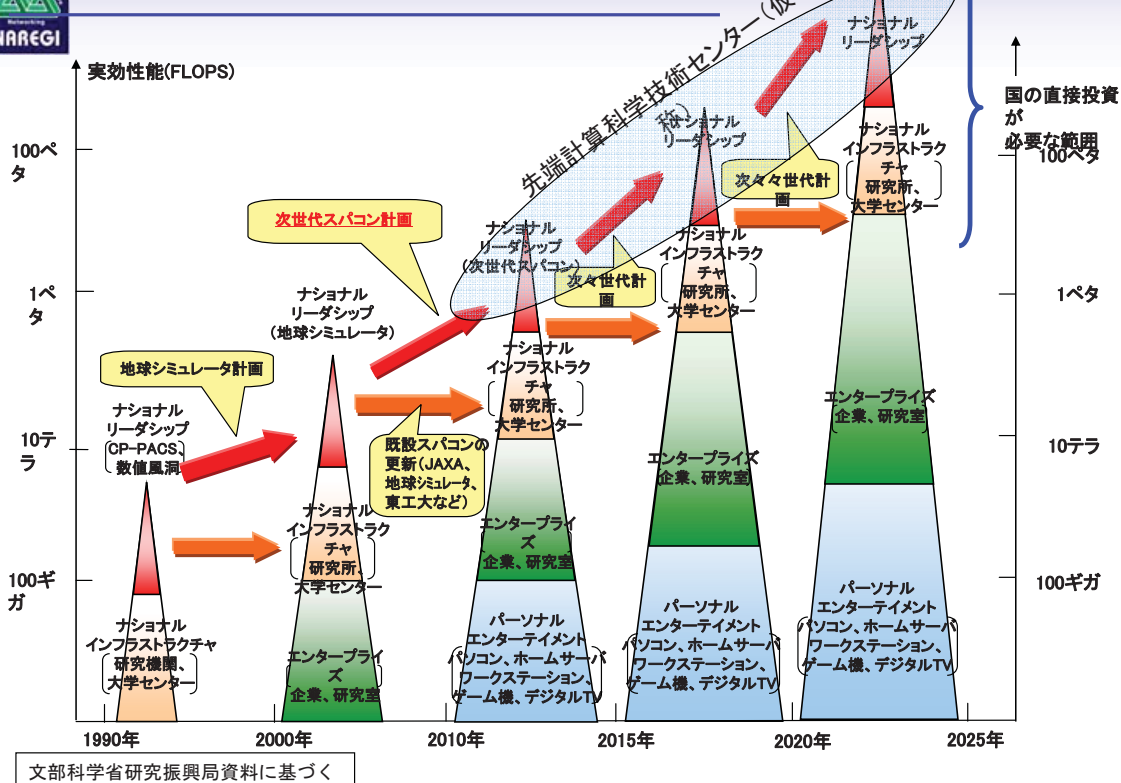 Networking
NAREGI
実効性能(FLOPS)
100ペ
タ
1ペ
タ
10テ
ラ
100ギ
ガ
先端計算科学技術センター(仮
称)
国の直接投資
が
必要な範囲
100ペタ
1ペタ
10テラ
100ギガ
次世代スパコン計画
地球シミュレータ計画
次々世代計
画
次々世代計
画
既設スパコンの
更新(JAXA、
地球シミュレータ、
東工大など)
ナショナル
リーダシップ
CP-PACS、
数値風洞
ナショナル
インフラストラクチャ
研究機関、
大学センター
ナショナル
リーダシップ
(地球シミュレータ)
ナショナル
インフラストラク
チャ
研究所、
大学センター
エンタープライ
ズ
企業、研究室
ナショナル
リーダシップ
(次世代スパコン)
ナショナル
インフラストラク
チャ
研究所、
大学センター
エンタープライ
ズ
企業、研究室
パーソナル
エンターテイメント
パソコン、ホームサーバ
ワークステーション、
ゲーム機、デジタルTV
ナショナル
リーダシップ
ナショナル
インフラストラク
チャ
研究所、
大学センター
エンタープライズ
企業、研究室
パーソナル
エンターテイメント
パソコン、ホームサーバ
ワークステーション、
ゲーム機、デジタルTV
ナショナル
リーダシップ
ナショナル
インフラストラク
チャ
研究所、
大学センター
エンタープライズ
企業、研究室
パーソナル
エンターテイメント
パソコン、ホームサーバ
ワークステーション、
ゲーム機、デジタルTV
1990年
2000年
2010年
2015年
2020年
2025年
文部科学省研究振興局資料に基づく